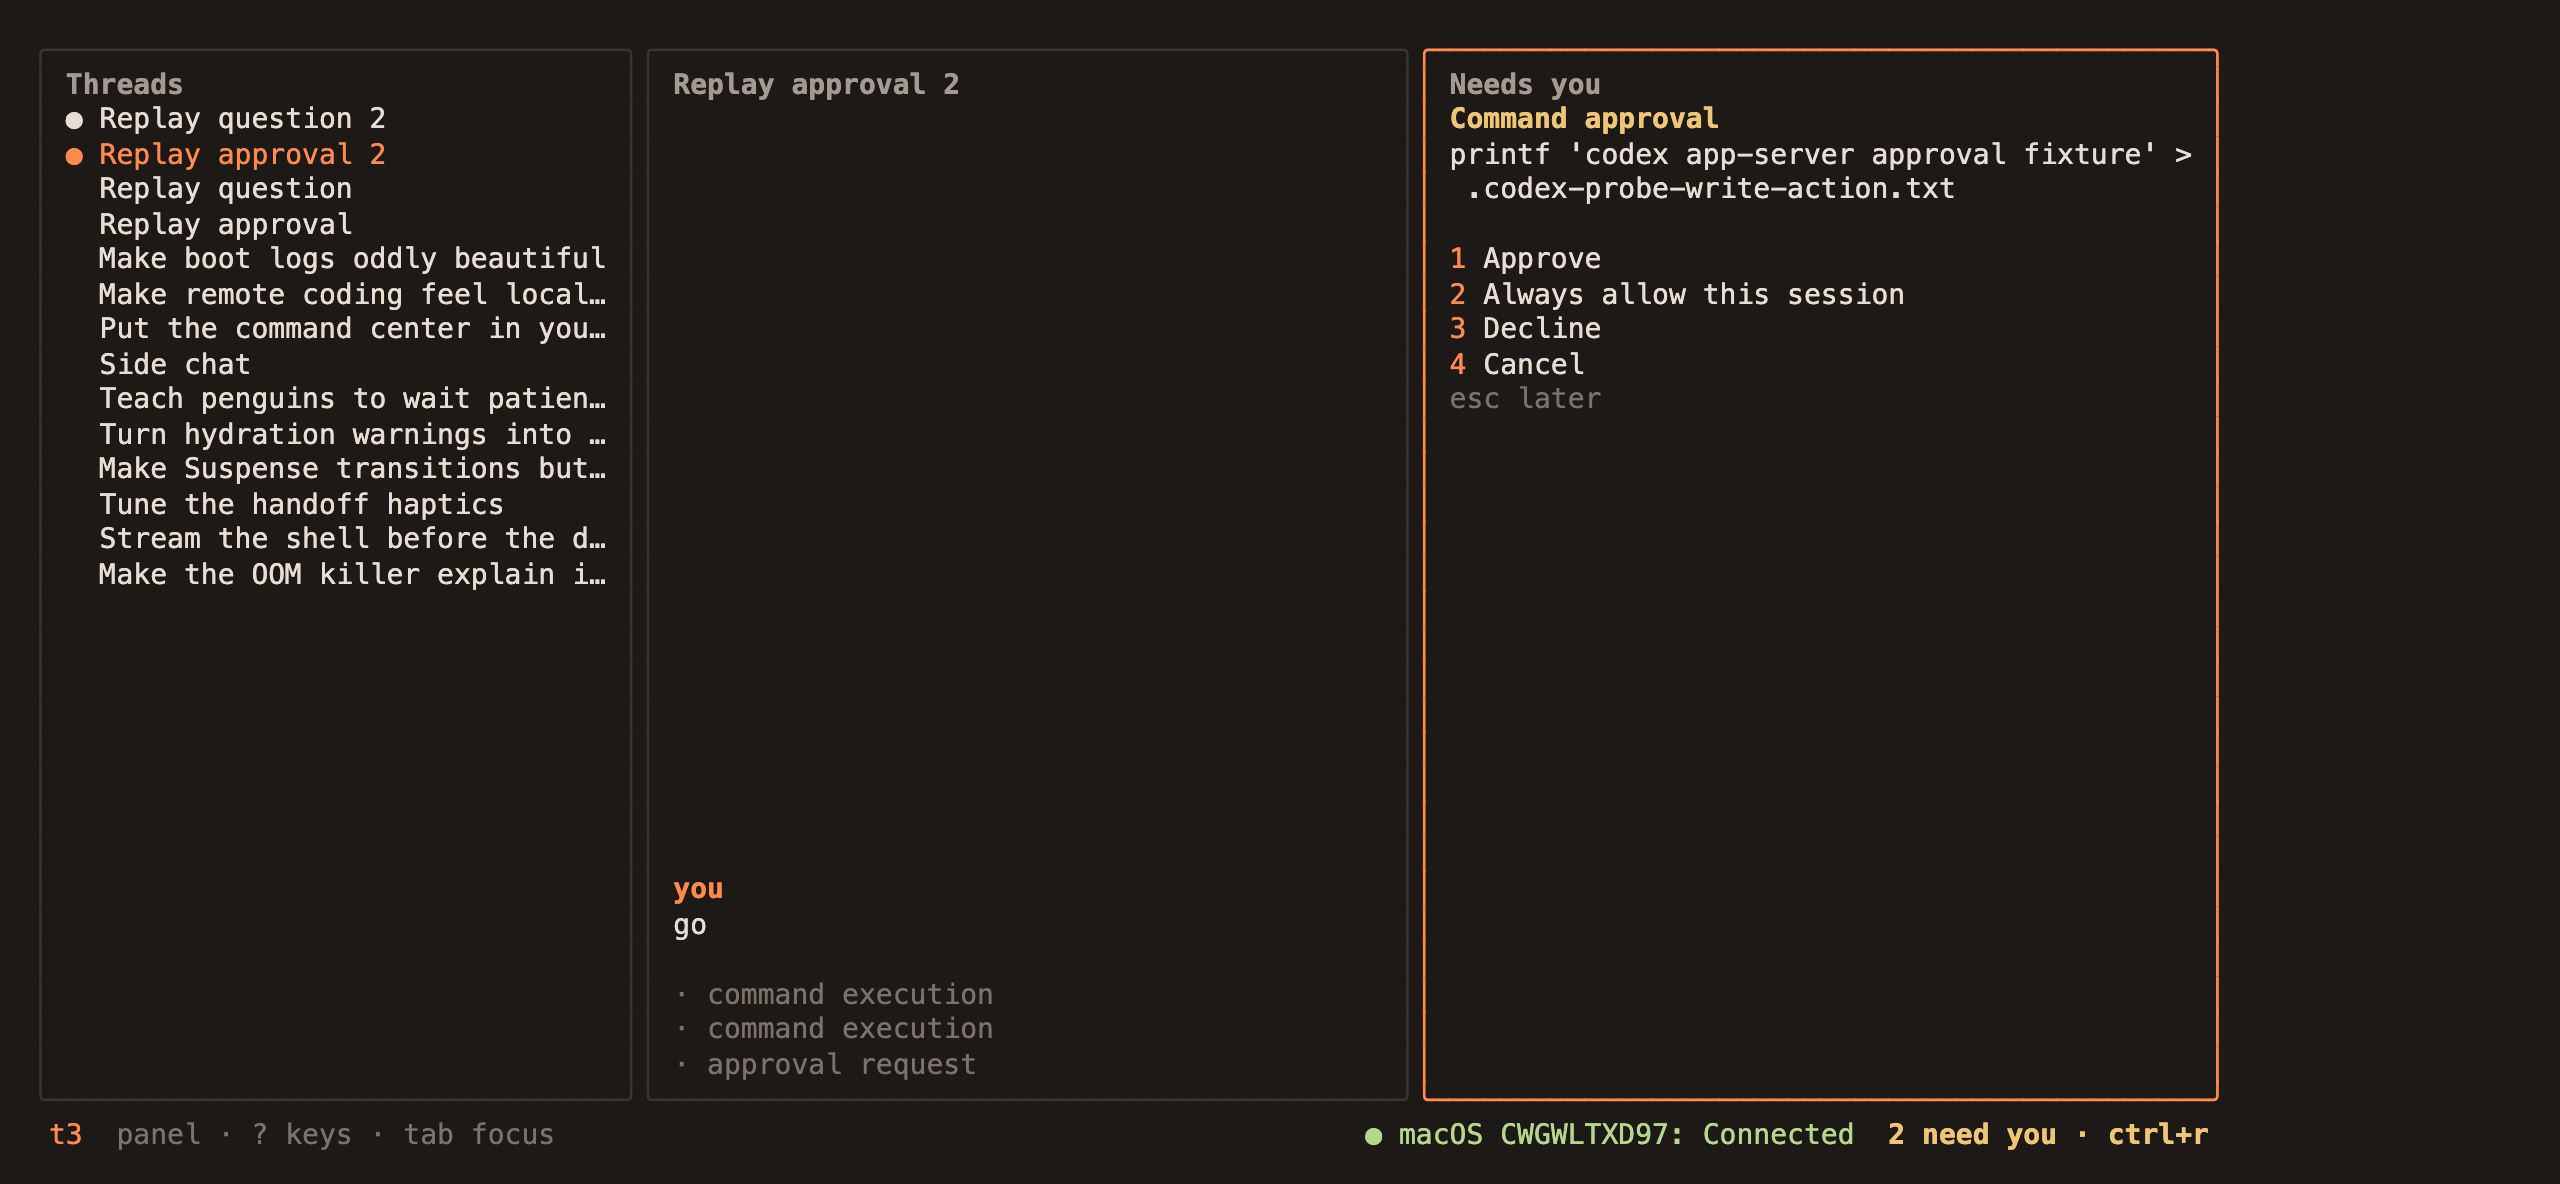 Threads
● Replay question 2
● Replay approval 2
Replay question
Replay approval
Make boot logs oddly beautiful
Make remote coding feel local…
Put the command center in you…
Side chat
Teach penguins to wait patien…
Turn hydration warnings into …
Make Suspense transitions but…
Tune the handoff haptics
Stream the shell before the d…
Make the OOM killer explain i…
Replay approval 2
you
go
· command execution
· command execution
· approval request
Needs you
Command approval
printf 'codex app-server approval fixture' >
.codex-probe-write-action.txt
1 Approve
2 Always allow this session
3 Decline
4 Cancel
esc later
t3 panel · ? keys · tab focus
● macOS CWGWLTXD97: Connected 2 need you · ctrl+r